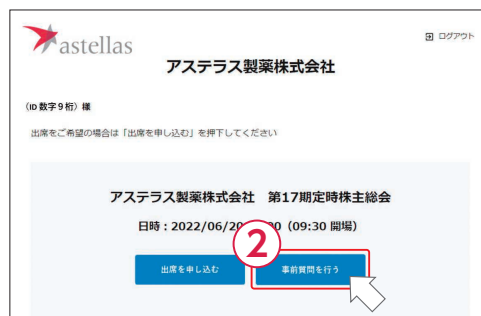 astellas
ログアウト
アステラス製薬株式会社
(ID数字9桁) 様
出席をご希望の場合は「出席を申し込む」を押下してください
アステラス製薬株式会社 第17期定時株主総会
日時:2022/06/20 00 (09:30 開場)
2
出席を申し込む 事前質問を行う